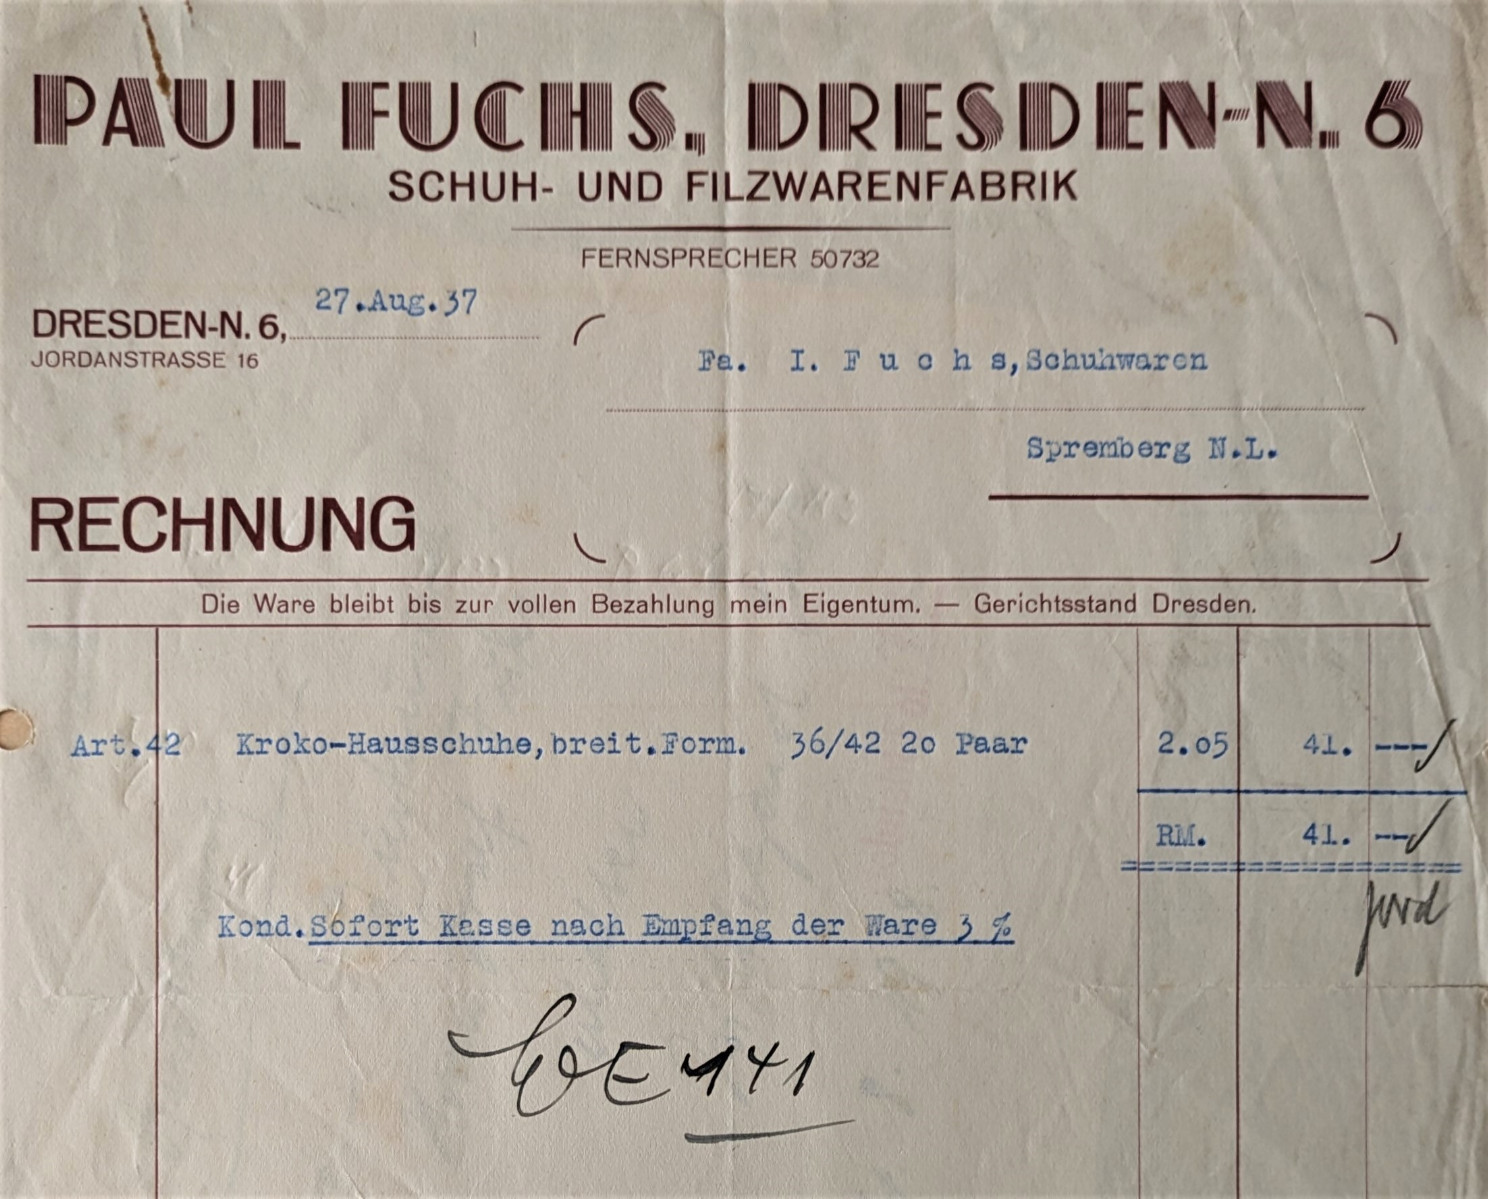 PAUL FUCHS, DRESDEN-N. 6
SCHUH- UND FILZWARENFABRIK
FERNSPRECHER 50732
27.Aug.37
DRESDEN-N. 6,
JORDANSTRASSE 16
Fa. I. F u c h s,Schuhwaren
Spremberg N.L.
RECHNUNG
Die Ware bleibt bis zur vollen Bezahlung mein Eigentum. — Gerichtsstand Dresden.
Art.42 Kroko-Hausschuhe,breit.Form. 36/42 2o Paar 2.o5 41. ---
RM. 41. --
Kond.Sofort Kasse nach Empfang der Ware 3 %
E 141